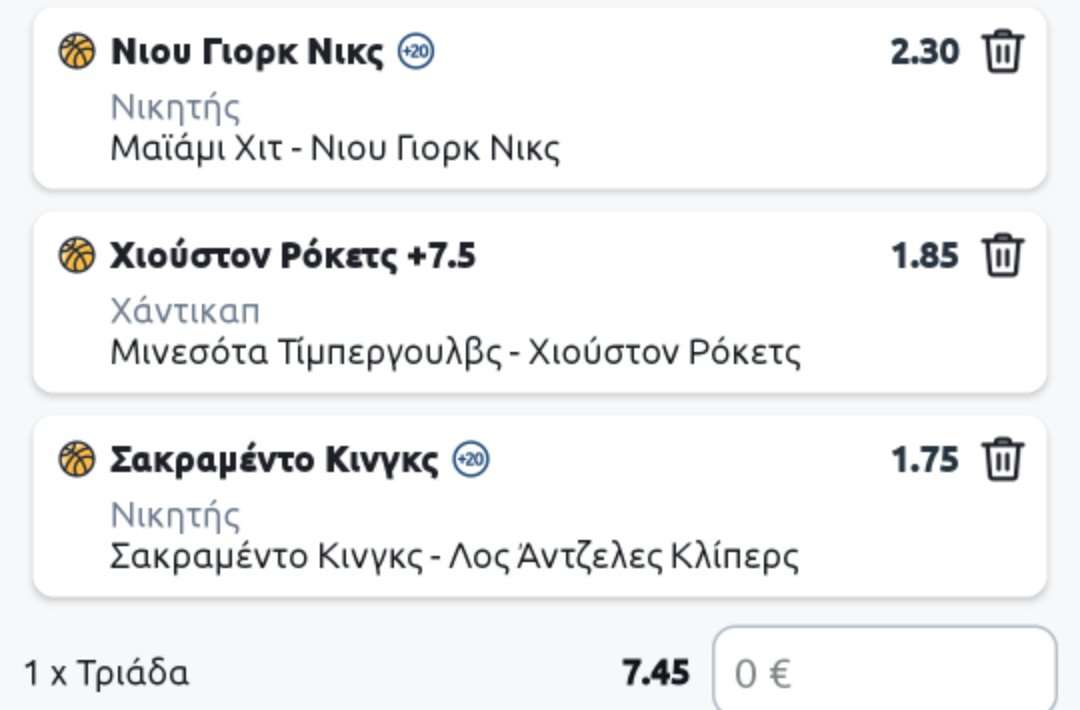 Νιου Γιορκ Νικς +20 2.30
Νικητής
Μαϊάμι Χιτ - Νιου Γιορκ Νικς
Χιούστον Ρόκετς +7.5 1.85
Χάντικαπ
Μινεσότα Τίμπεργουλβς - Χιούστον Ρόκετς
Σακραμέντο Κινγκς +20 1.75
Νικητής
Σακραμέντο Κινγκς - Λος Άντζελες Κλίπερς
1 x Τριάδα 7.45 0 €